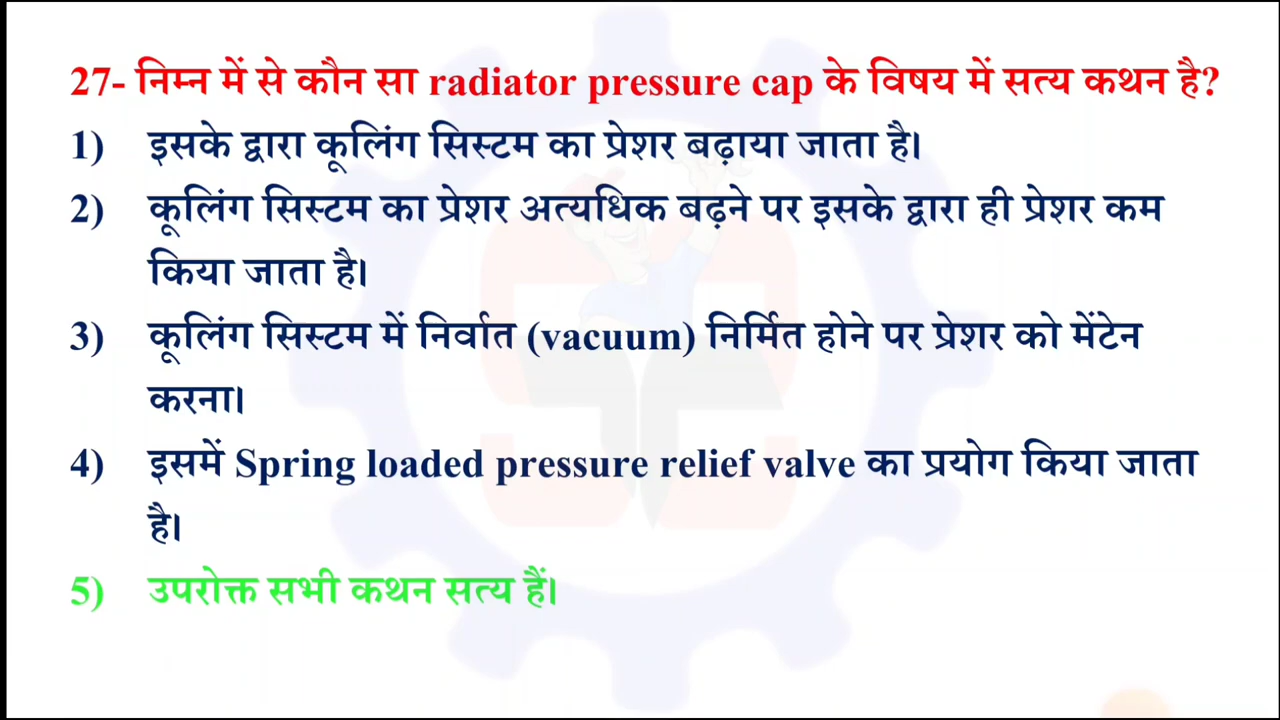 27- निम्न में से कौन सा radiator pressure cap के विषय में सत्य कथन है?
1) इसके द्वारा कूलिंग सिस्टम का प्रेशर बढ़ाया जाता है।
2) कूलिंग सिस्टम का प्रेशर अत्यधिक बढ़ने पर इसके द्वारा ही प्रेशर कम
किया जाता है।
3) कूलिंग सिस्टम में निर्वात (vacuum) निर्मित होने पर प्रेशर को मेंटेन
करना।
4) इसमें Spring loaded pressure relief valve का प्रयोग किया जाता
है।
5) उपरोक्त सभी कथन सत्य हैं।